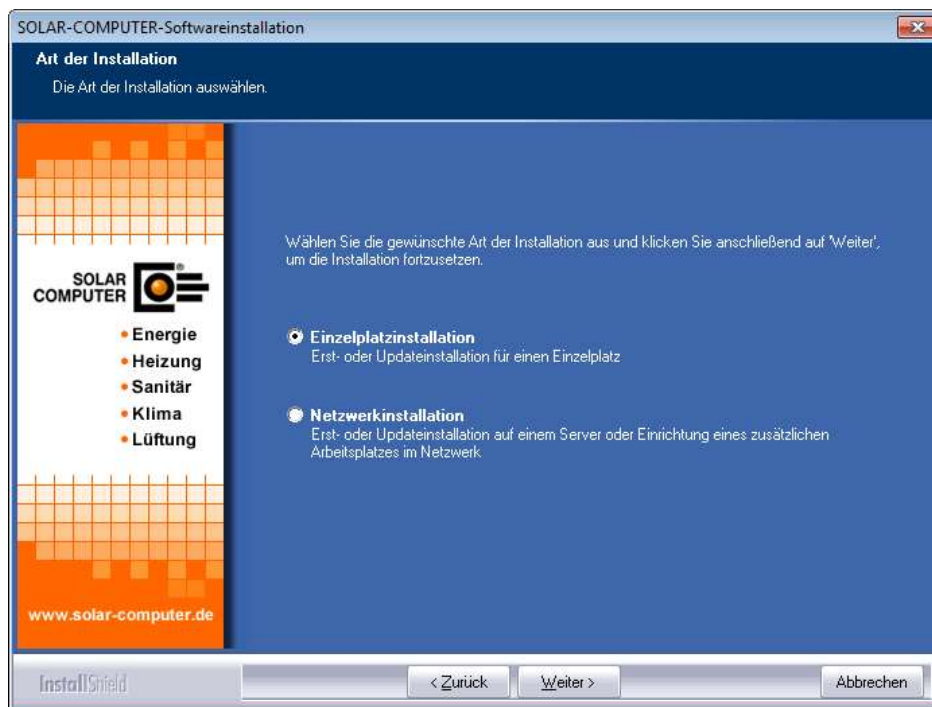 SOLAR-COMPUTER-Softwareinstallation
Art der Installation
Die Art der Installation auswählen.
Wählen Sie die gewünschte Art der Installation aus und klicken Sie anschließend auf 'Weiter',
um die Installation fortzusetzen.
SOLAR
COMPUTER
®
• Energie
• Heizung
• Sanitär
• Klima
• Lüftung
Einzelplatzinstallation
Erst- oder Updateinstallation für einen Einzelplatz
Netzwerkinstallation
Erst- oder Updateinstallation auf einem Server oder Einrichtung eines zusätzlichen
Arbeitsplatzes im Netzwerk
www.solar-computer.de
InstallShield
< Zurück
Weiter >
Abbrechen